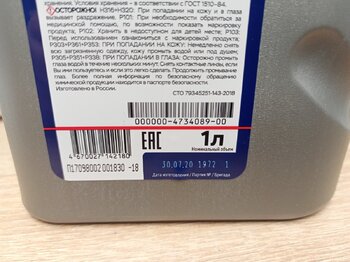 хранения. Условия хранения - в соответствии с ГОСТ 1510-84.
ОСТОРОЖНО! H316+H320. При попадании на кожу и в глаза
вызывает раздражение. P101: При необходимости обратиться за
медицинской помощью, по возможности, показать маркировку
продукта; P102: Хранить в недоступном для детей месте; P103:
Перед использованием ознакомиться с маркировкой продукта;
P303+P361+P353: ПРИ ПОПАДАНИИ НА КОЖУ: Немедленно снять
всю загрязненную одежду, кожу промыть водой или под душем;
P305+P351+P338: ПРИ ПОПАДАНИИ В ГЛАЗА: Осторожно промыть
глаза водой в течение нескольких минут. Снять контактные линзы, если
Вы ими пользуетесь и если это легко сделать. Продолжить промывание
глаз. Более полная информация по безопасному обращению
химической продукции находится в паспорте безопасности.
Изготовлено в России.
СТО 79345251-143-2018
000000-4734089-00
EAC
1л
Номинальный объем
4 670027 142180
П17098002001830 -18
30.07.20 1972 1
Дата изготовления / Партия № / Бригада